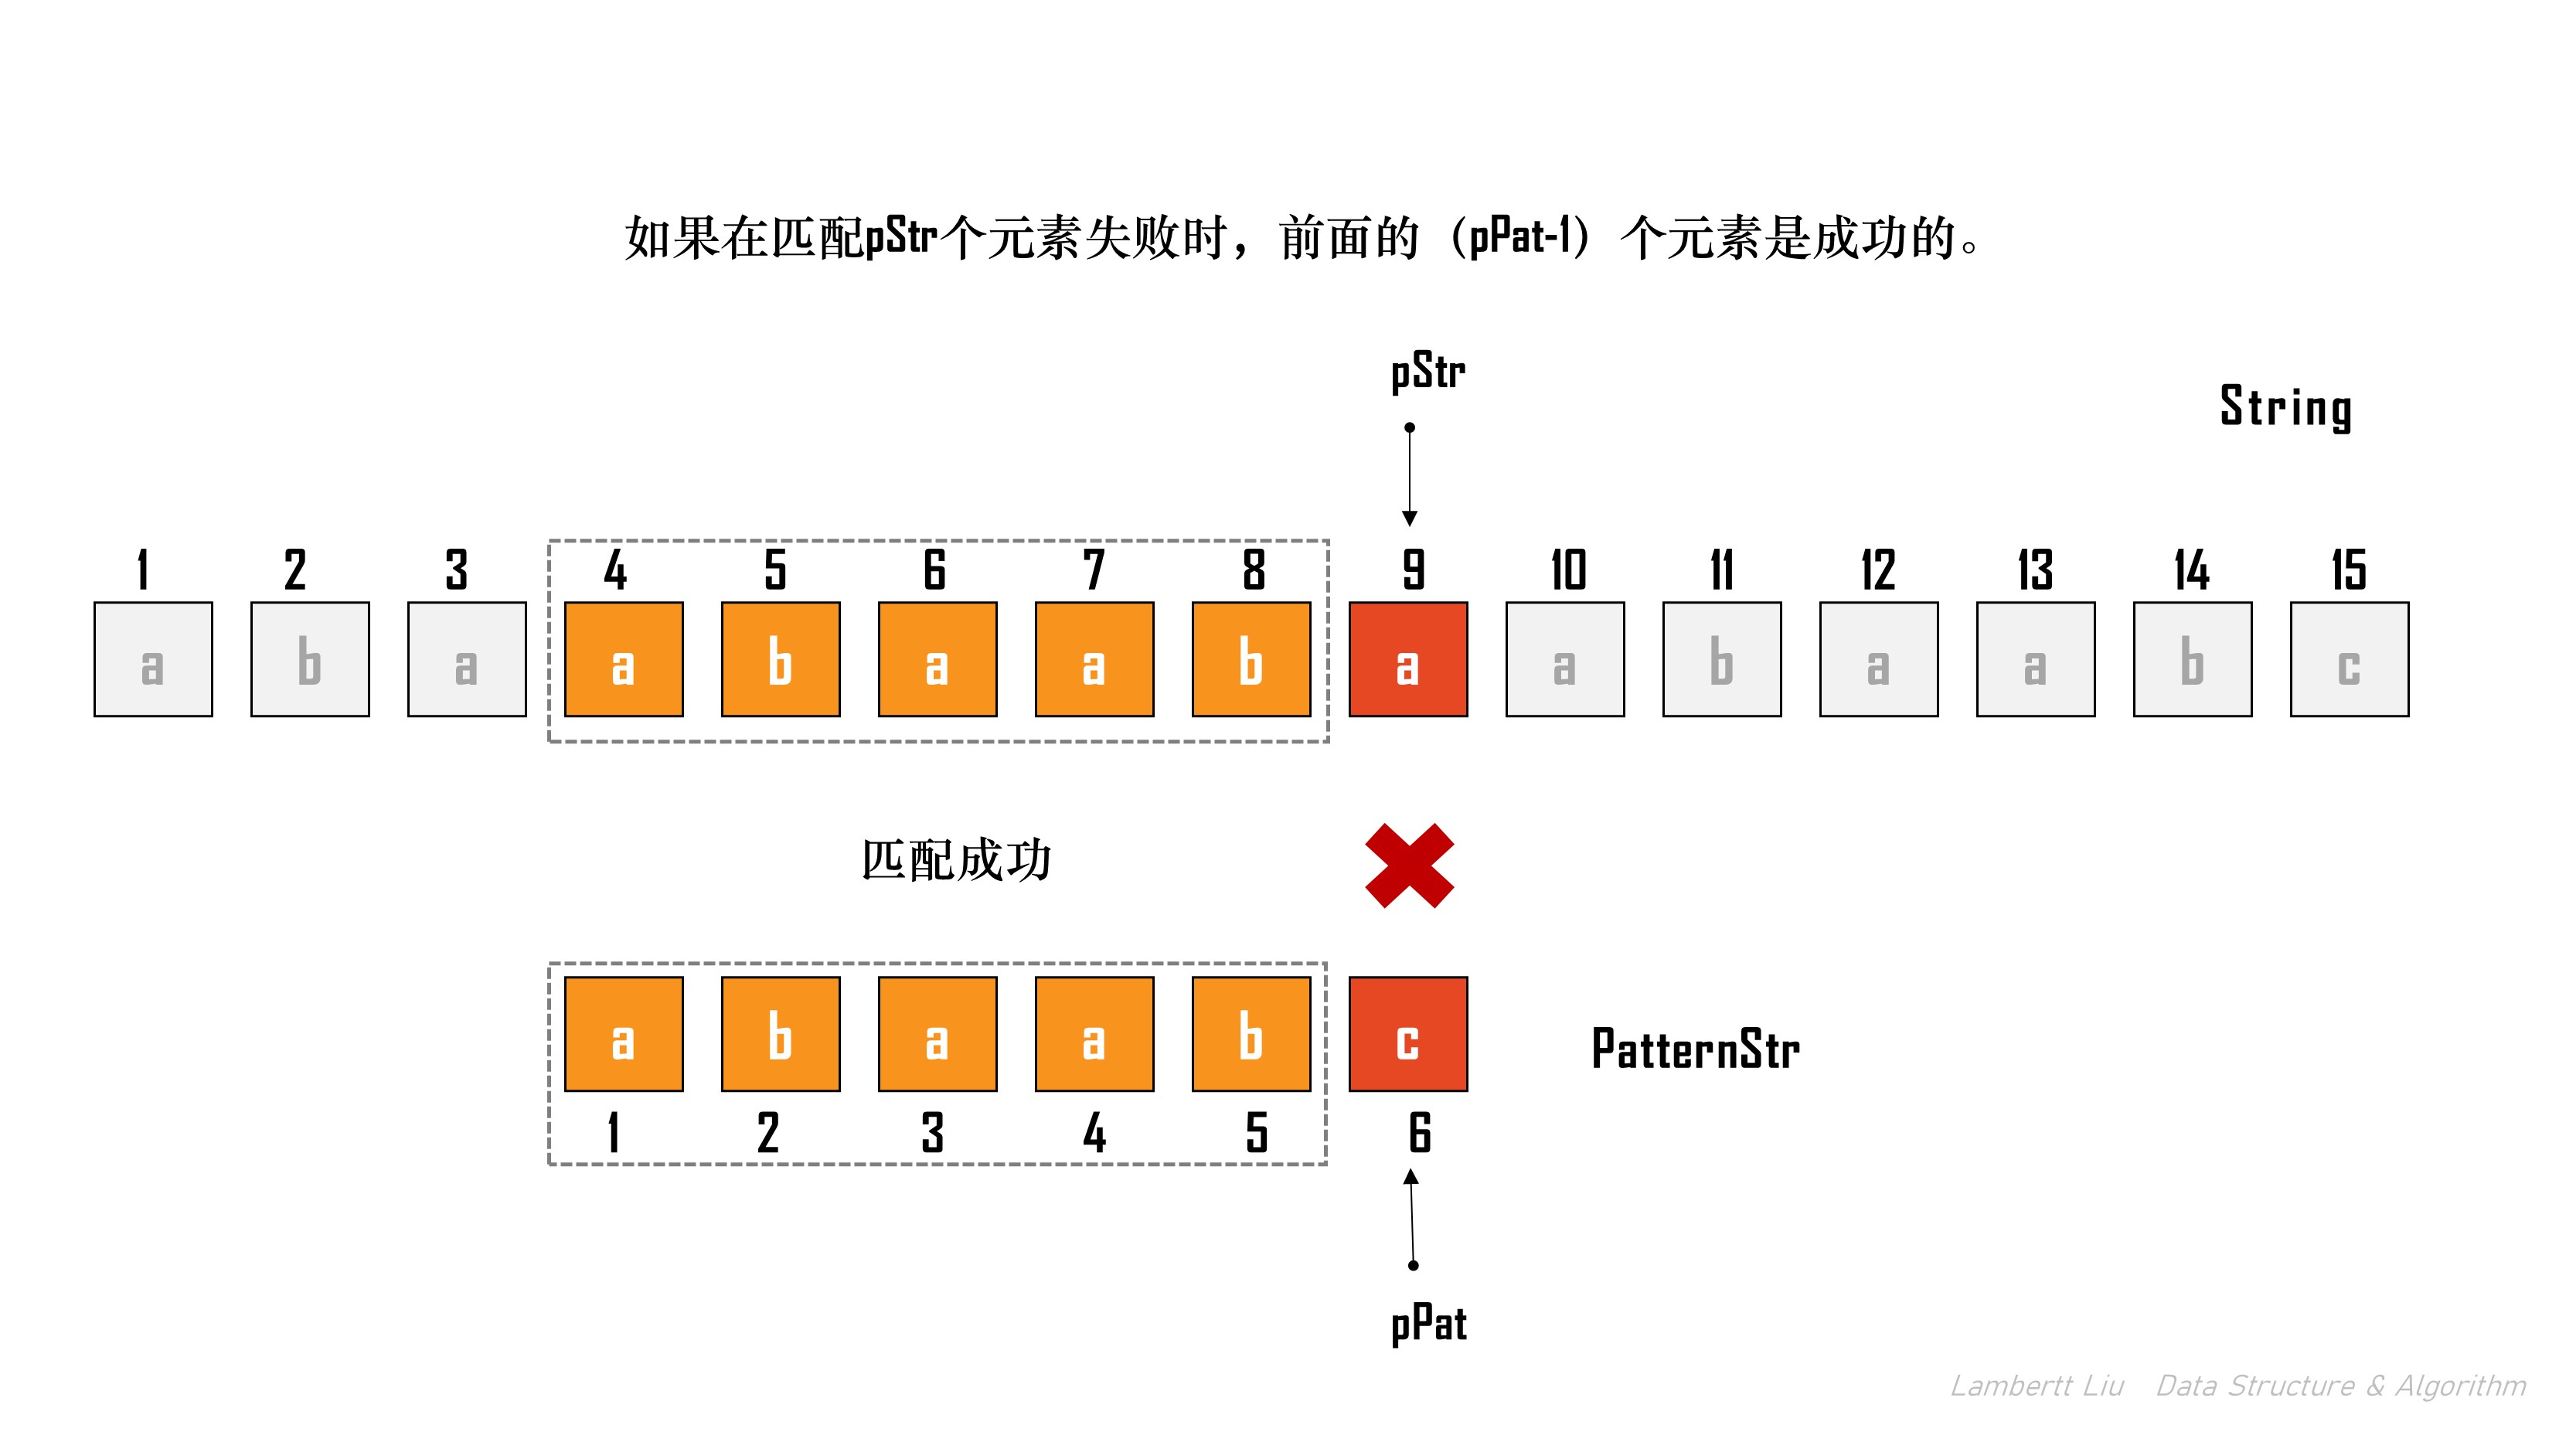 如果在匹配pStr个元素失败时，前面的（pPat-1）个元素是成功的。
pStr
String
1 2 3 4 5 6 7 8 9 10 11 12 13 14 15
a b a a b a a b a a b a a b c
匹配成功
a b a a b c
PatternStr
1 2 3 4 5 6
pPat
Lambertt Liu Data Structure & Algorithm